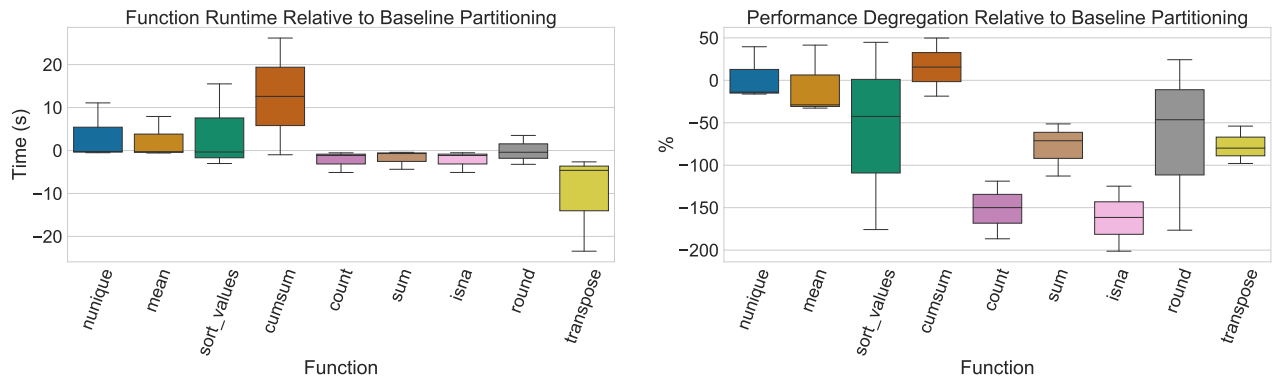 Function Runtime Relative to Baseline Partitioning
Time (s)
20
10
0
−10
−20
nunique
mean
sort_values
cumsum
count
sum
isna
round
transpose
Function
Performance Degregation Relative to Baseline Partitioning
%
50
0
−50
−100
−150
−200
nunique
mean
sort_values
cumsum
count
sum
isna
round
transpose
Function